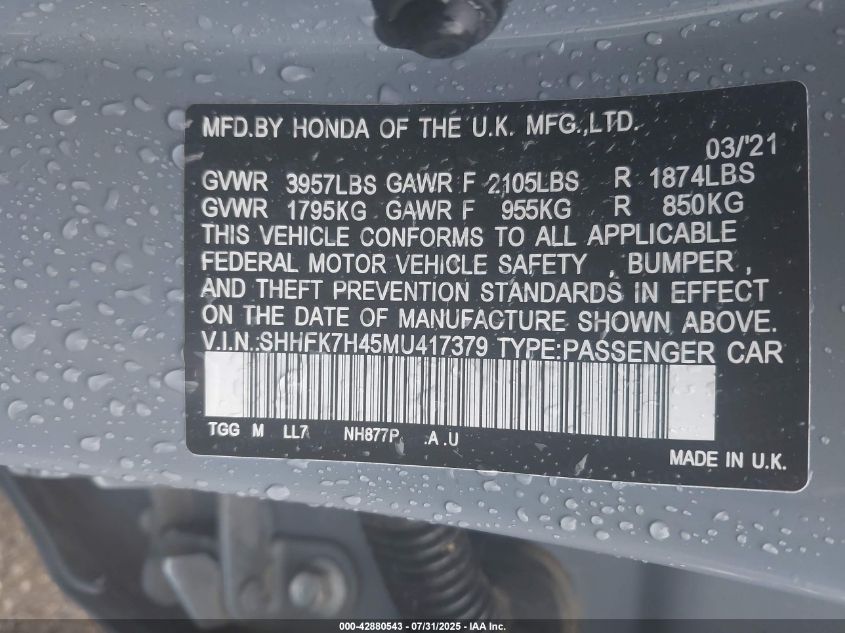 MFD.BY HONDA OF THE U.K. MFG.,LTD.
03/'21
GVWR 3957LBS GAWR F 2105LBS R 1874LBS
GVWR 1795KG GAWR F 955KG R 850KG
THIS VEHICLE CONFORMS TO ALL APPLICABLE
FEDERAL MOTOR VEHICLE SAFETY , BUMPER ,
AND THEFT PREVENTION STANDARDS IN EFFECT
ON THE DATE OF MANUFACTURE SHOWN ABOVE.
V.I.N.:SHHFK7H45MU417379 TYPE:PASSENGER CAR
TGG M LL7 NH877P A .U
MADE IN U.K.
000-42880543 - 07/31/2025 - IAA Inc.